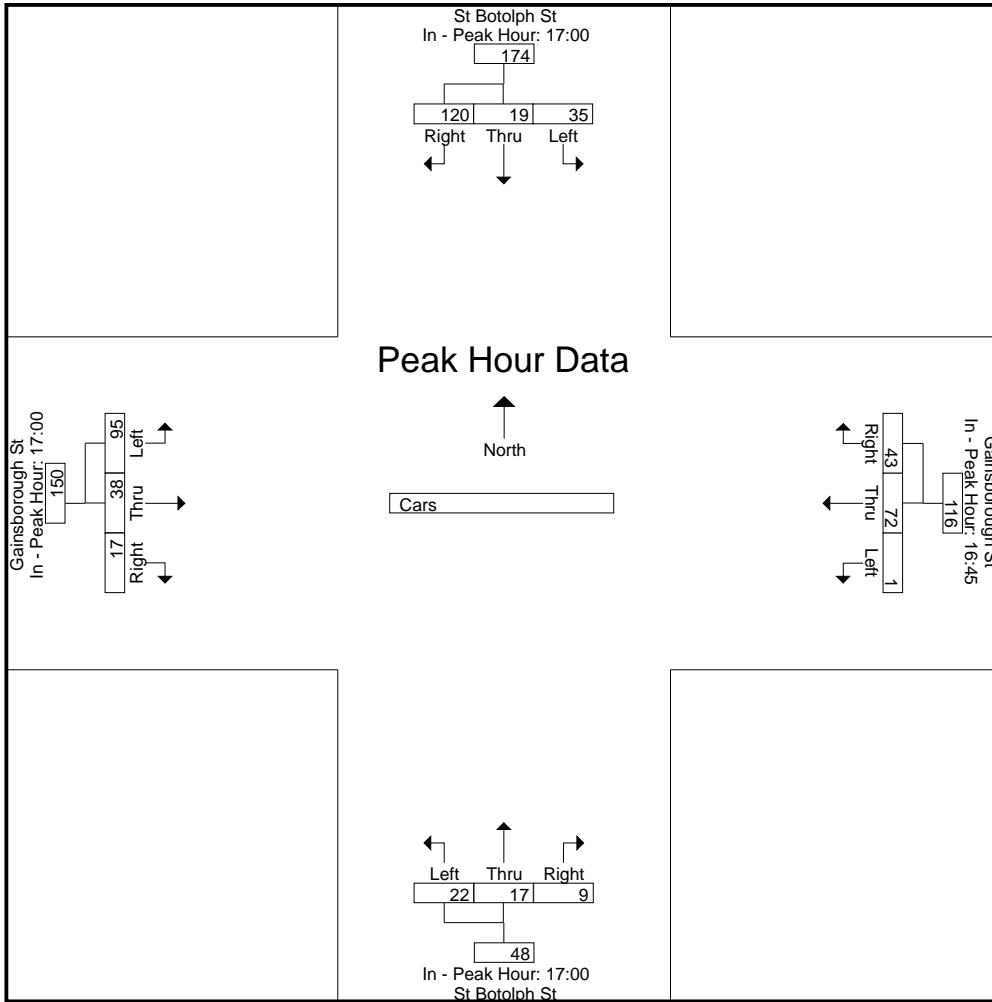 St Botolph St
In - Peak Hour: 17:00
174
120 19 35
Right Thru Left
Peak Hour Data
North
Cars
Gainsborough St
In - Peak Hour: 17:00
150
95 38 17
Left Thru Right
Gainsborough St
In - Peak Hour: 16:45
116
43 72 1
Right Thru Left
Left Thru Right
22 17 9
48
In - Peak Hour: 17:00
St Botolph St